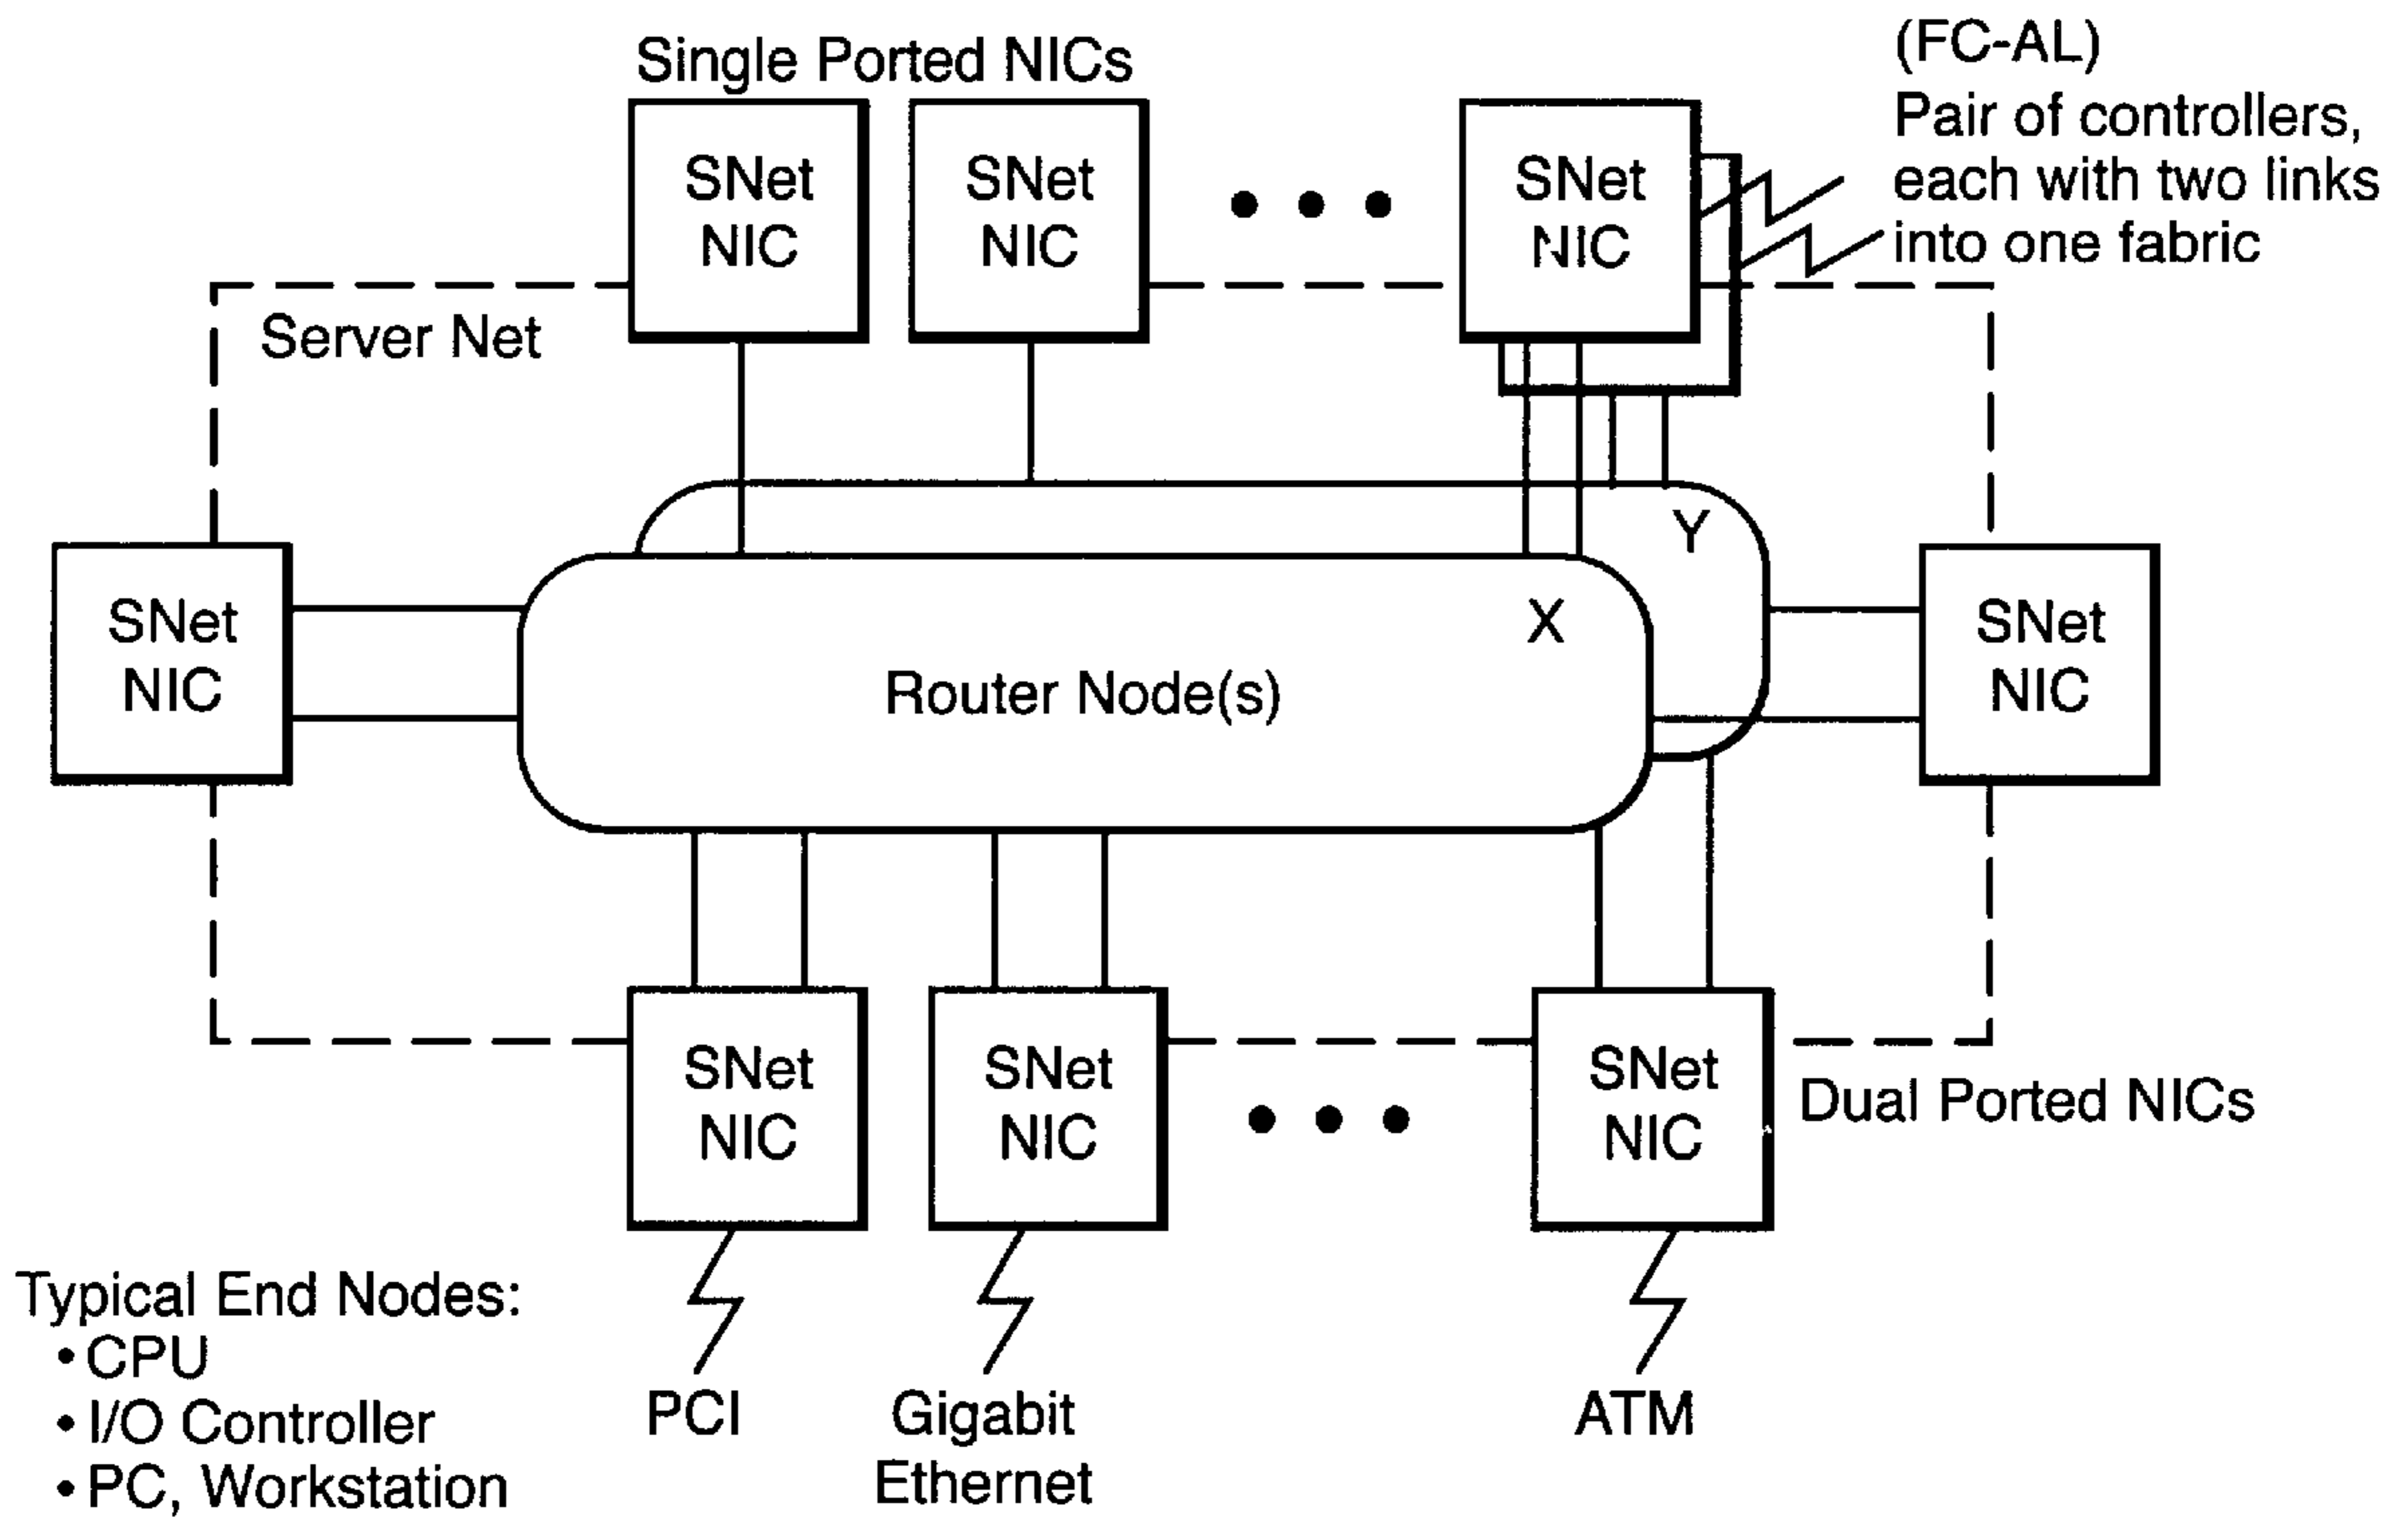 Single Ported NICs
(FC-AL)
Pair of controllers,
each with two links
into one fabric
SNet
NIC
SNet
NIC
SNet
NIC
Server Net
Y
X
SNet
NIC
Router Node(s)
SNet
NIC
SNet
NIC
SNet
NIC
SNet
NIC
Dual Ported NICs
Typical End Nodes:
• CPU
• I/O Controller
• PC, Workstation
PCI
Gigabit
Ethernet
ATM